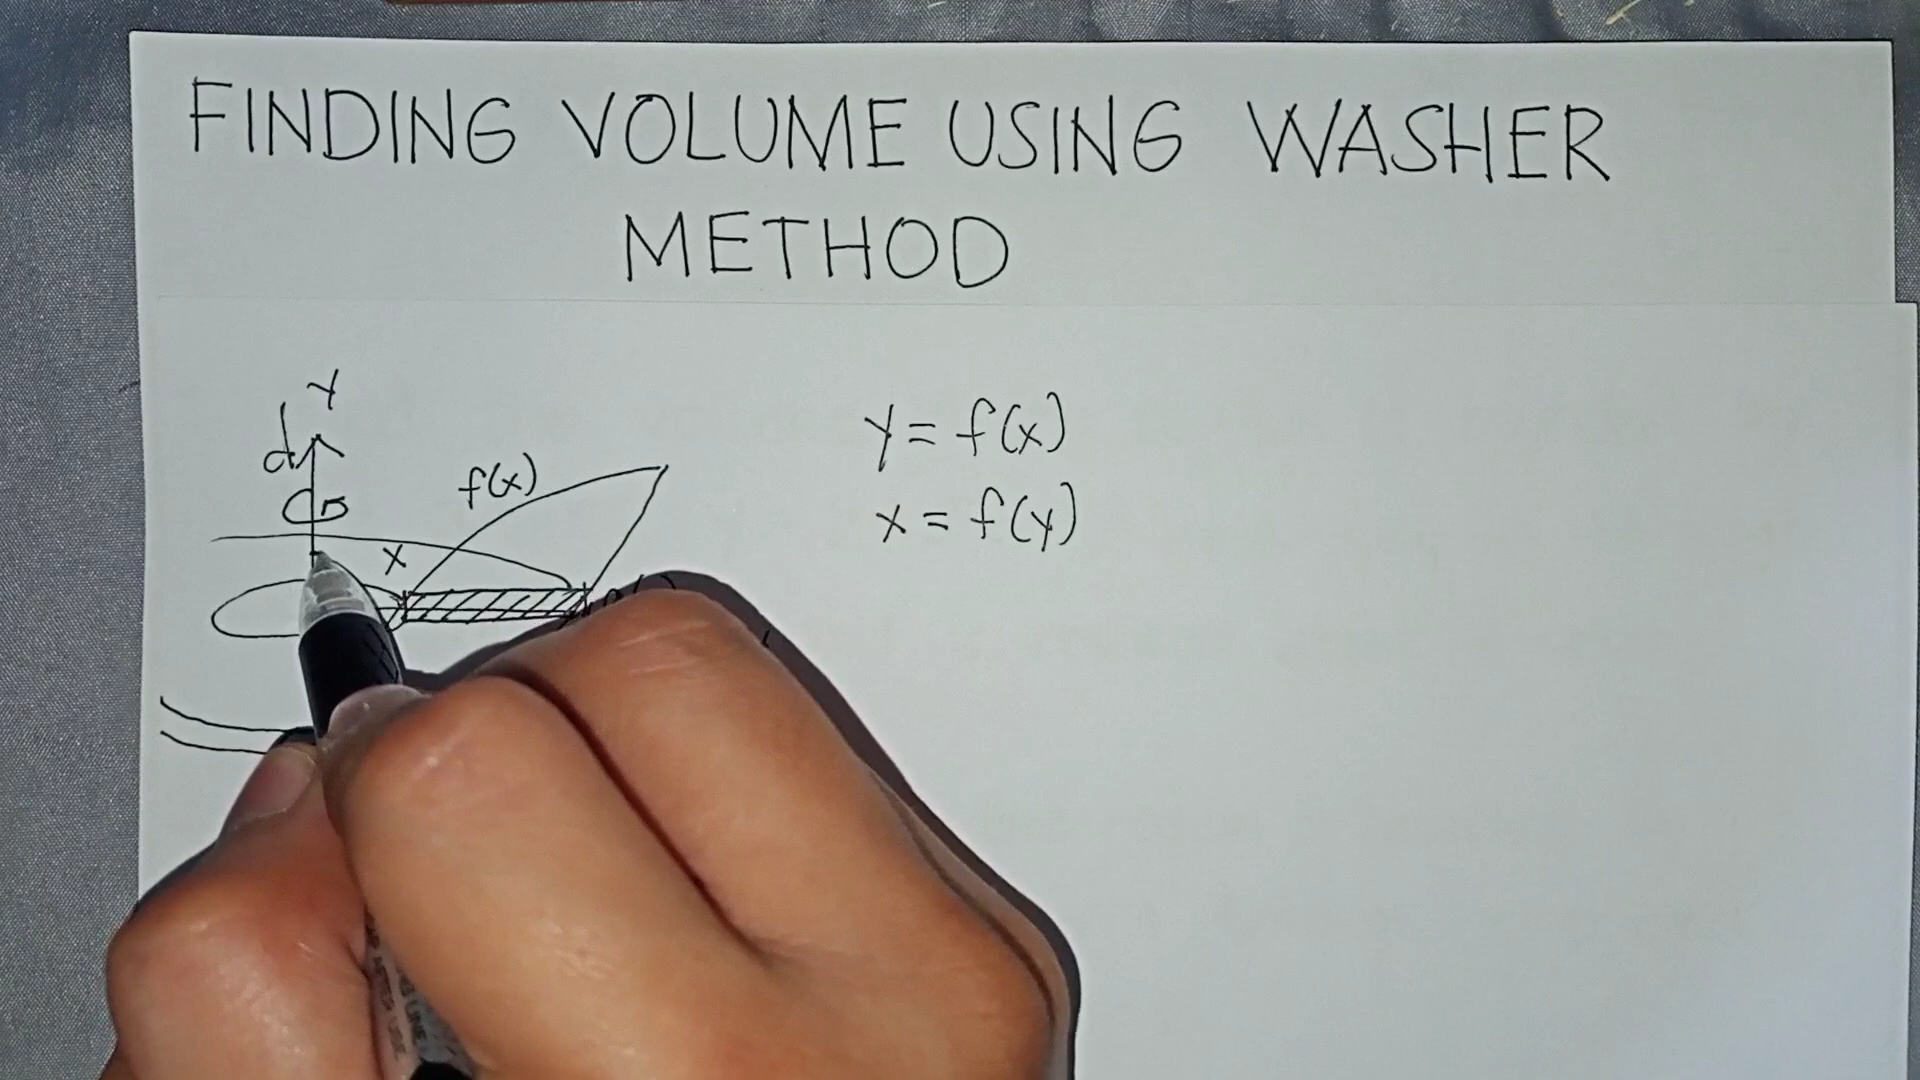 FINDING VOLUME USING WASHER
METHOD
Y
d
f(x)
x
y = f(x)
x = f(y)